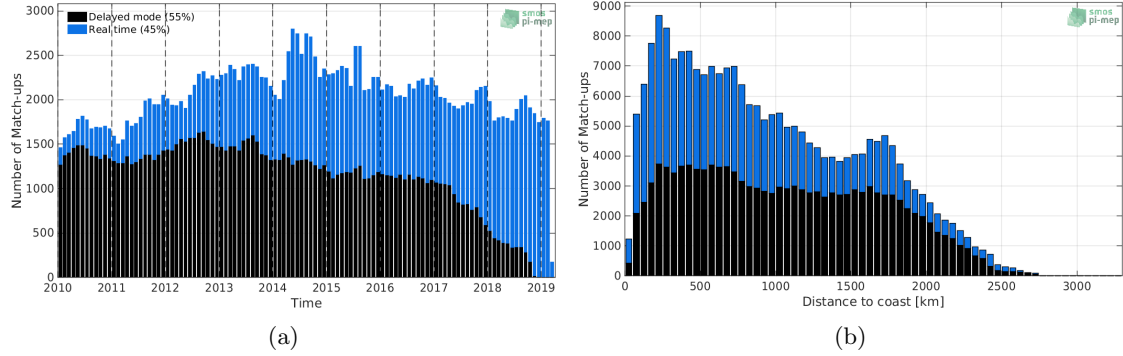 Delayed mode (55%)
Real time (45%)
smos
pi-mep
Number of Match-ups
3000
2500
2000
1500
1000
500
0
2010 2011 2012 2013 2014 2015 2016 2017 2018 2019
Time
(a)
smos
pi-mep
Number of Match-ups
9000
8000
7000
6000
5000
4000
3000
2000
1000
0
0 500 1000 1500 2000 2500 3000
Distance to coast [km]
(b)